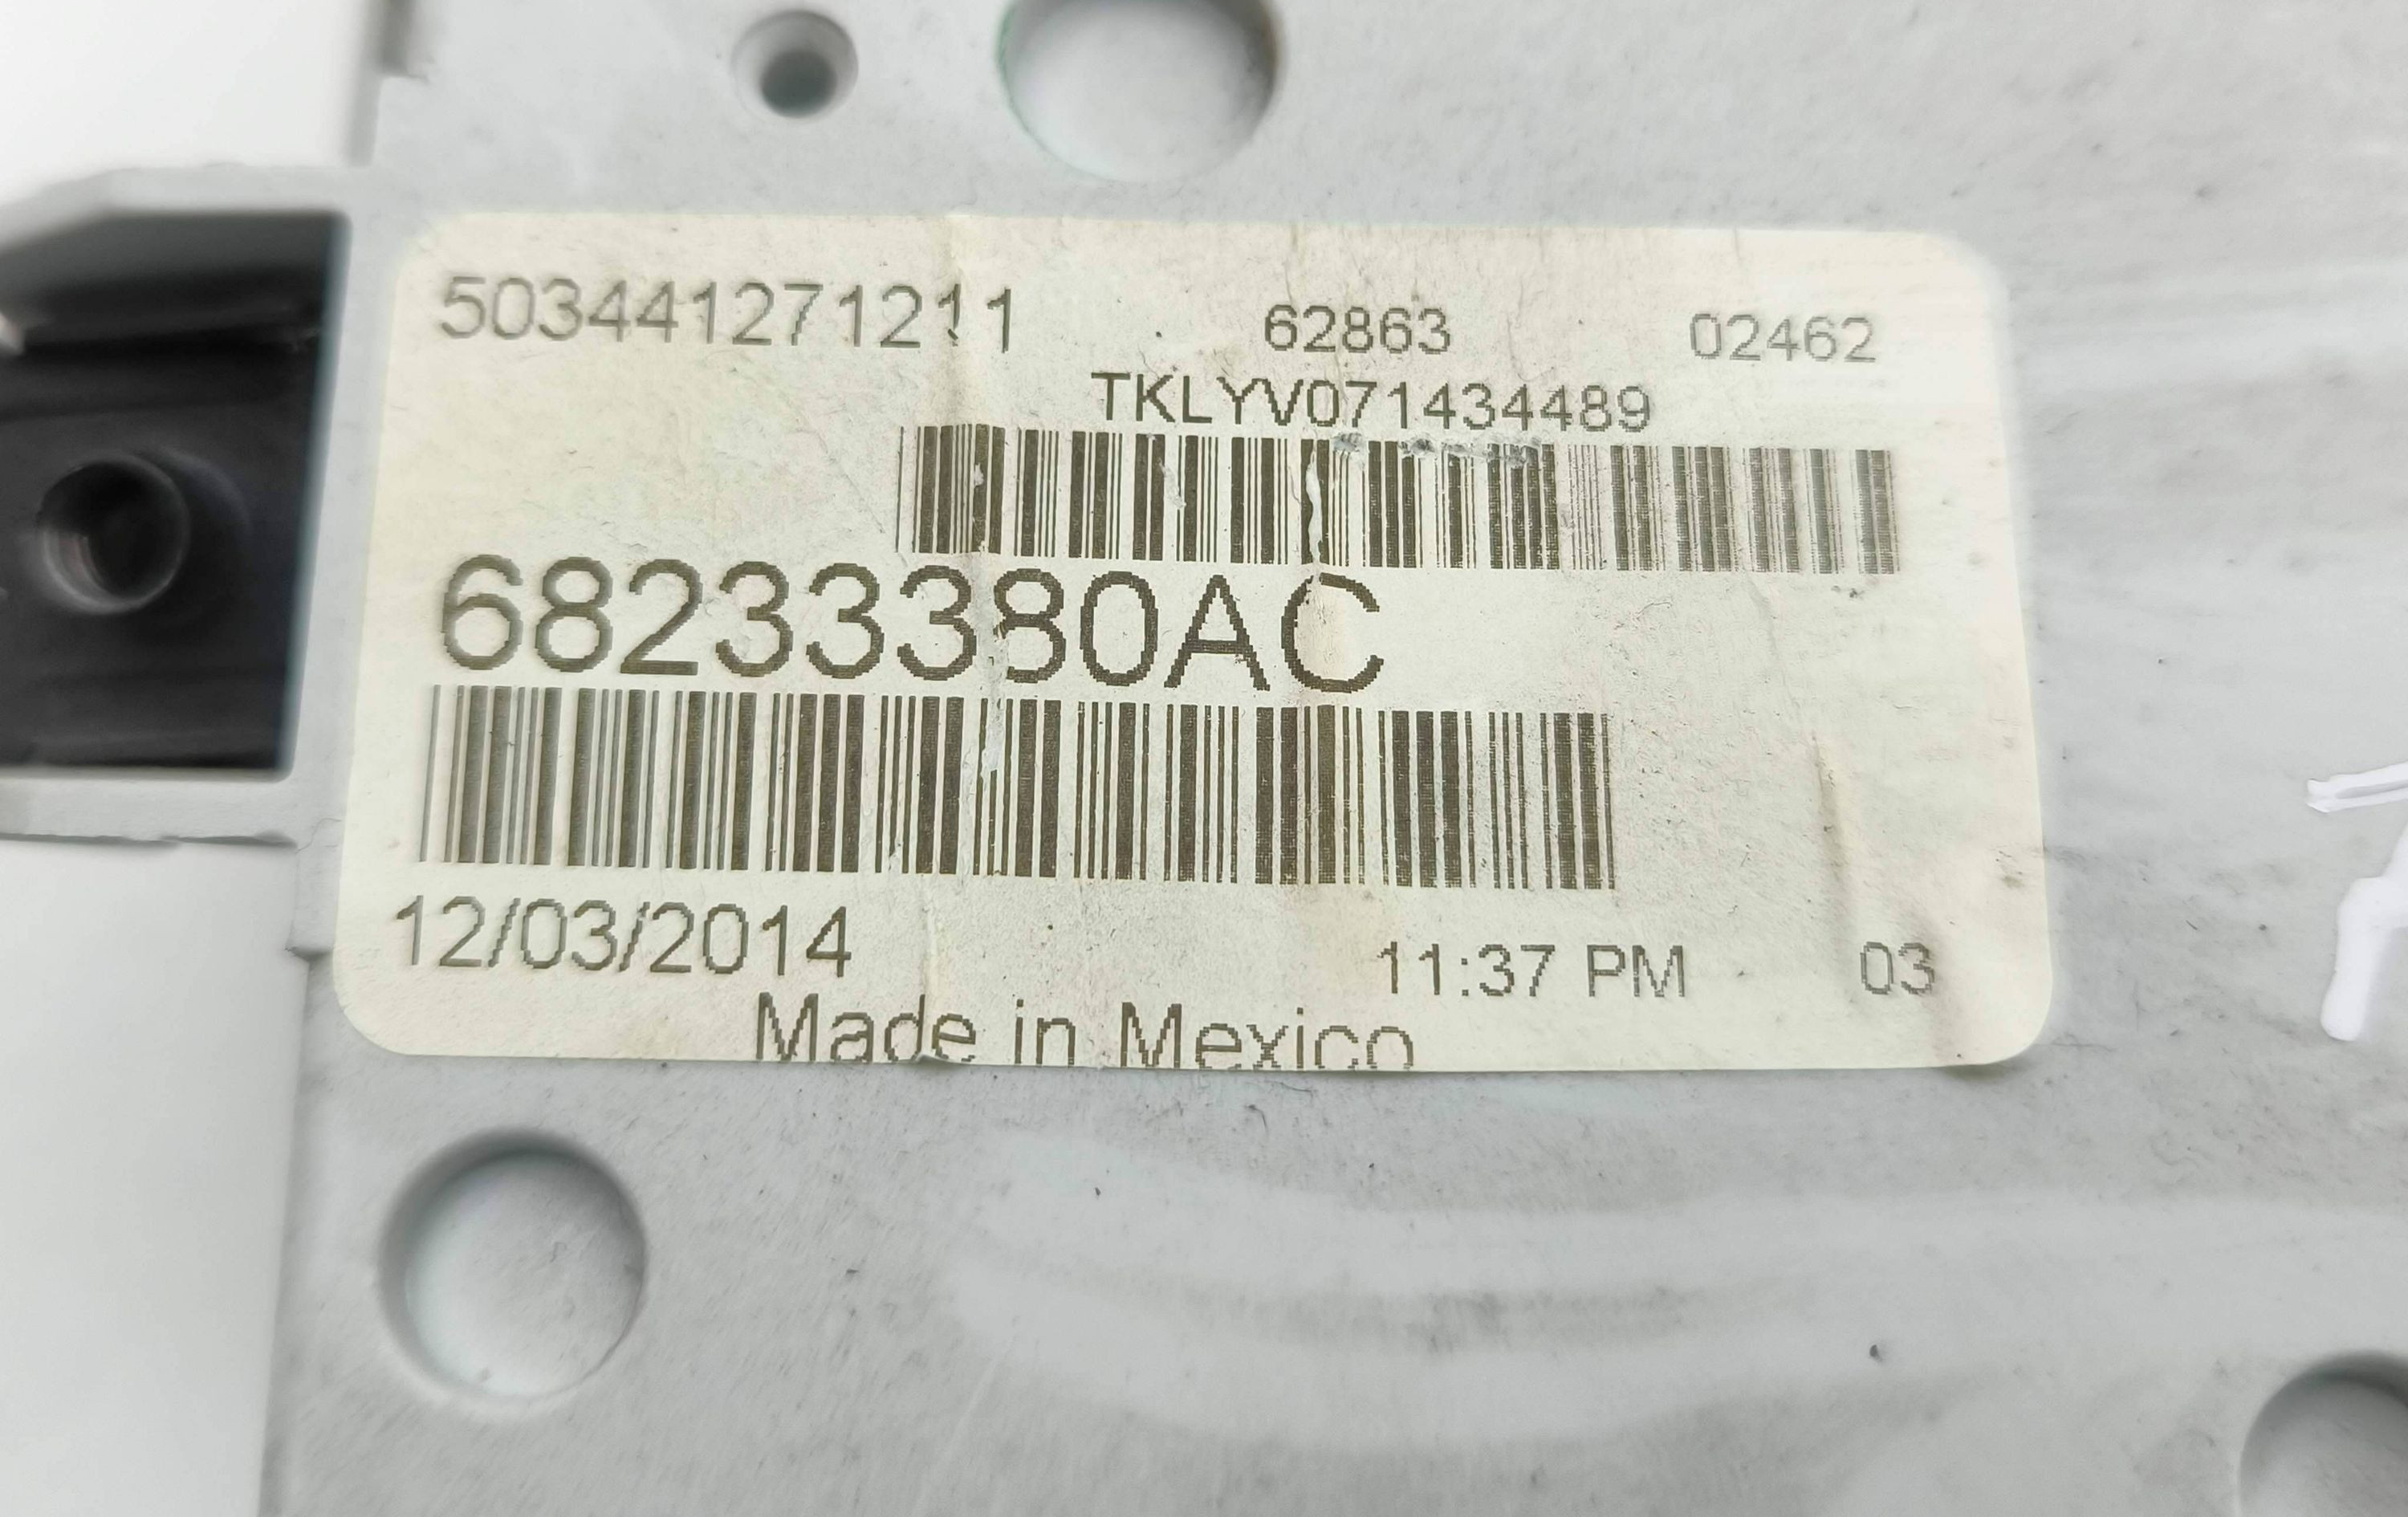 503441271211 62863 02462
TKLYV071434489
68233380AC
12/03/2014 11:37 PM 03
Made in Mexico